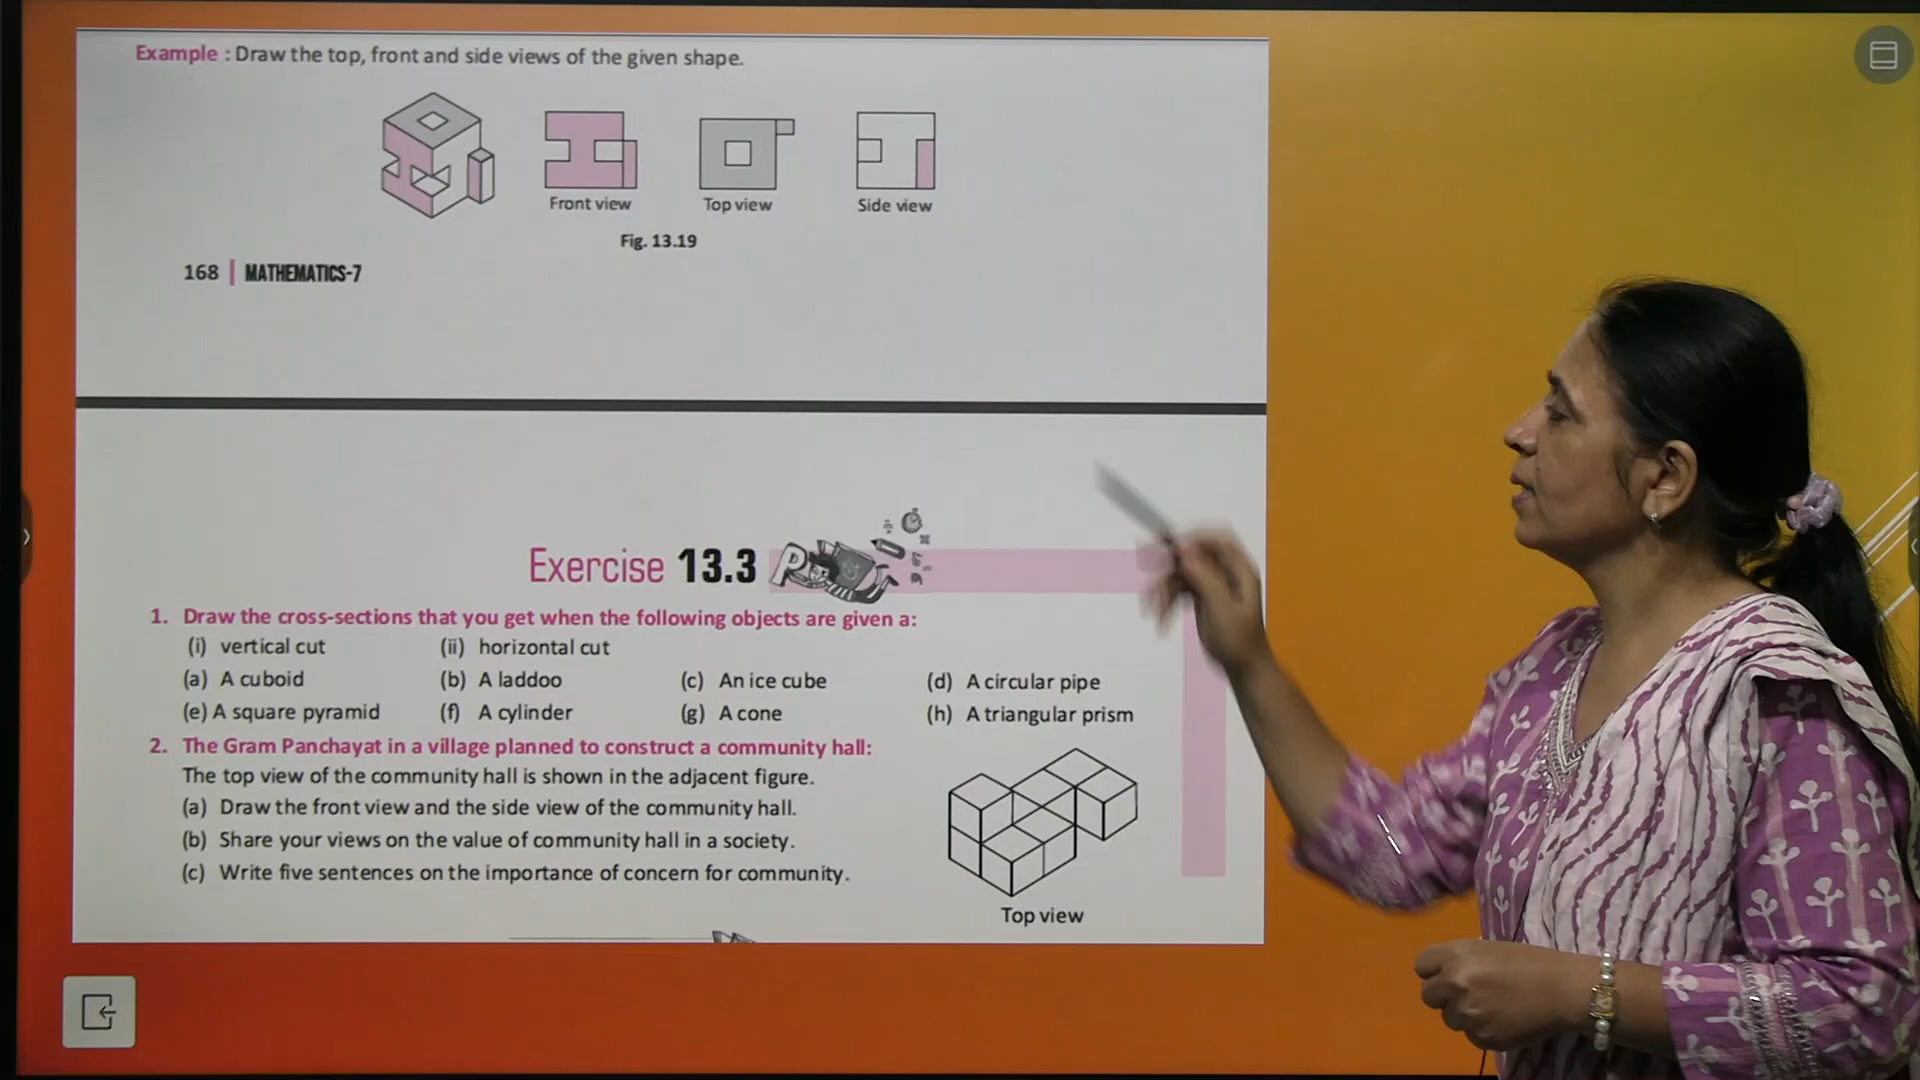 Example : Draw the top, front and side views of the given shape.
Front view Top view Side view
Fig. 13.19
168 | MATHEMATICS-7
Exercise 13.3
1. Draw the cross-sections that you get when the following objects are given a:
(i) vertical cut (ii) horizontal cut
(a) A cuboid (b) A laddoo (c) An ice cube (d) A circular pipe
(e) A square pyramid (f) A cylinder (g) A cone (h) A triangular prism
2. The Gram Panchayat in a village planned to construct a community hall:
The top view of the community hall is shown in the adjacent figure.
(a) Draw the front view and the side view of the community hall.
(b) Share your views on the value of community hall in a society.
(c) Write five sentences on the importance of concern for community.
Top view